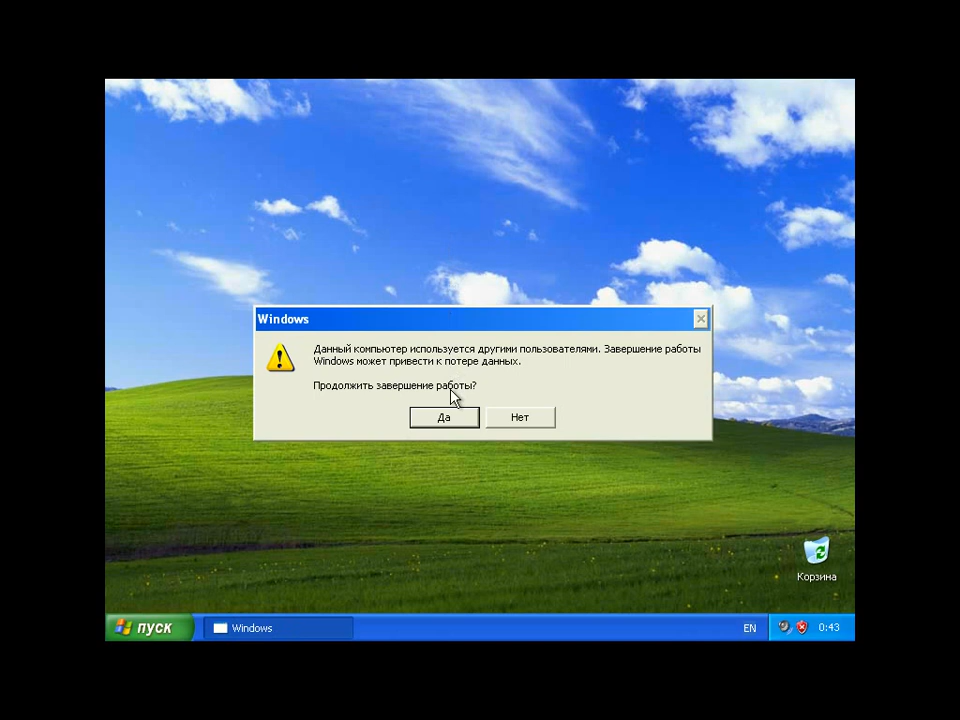 Windows
Данный компьютер используется другими пользователями. Завершение работы
Windows может привести к потере данных.
Продолжить завершение работы?
Да
Нет
Корзина
пуск
Windows
EN
0:43